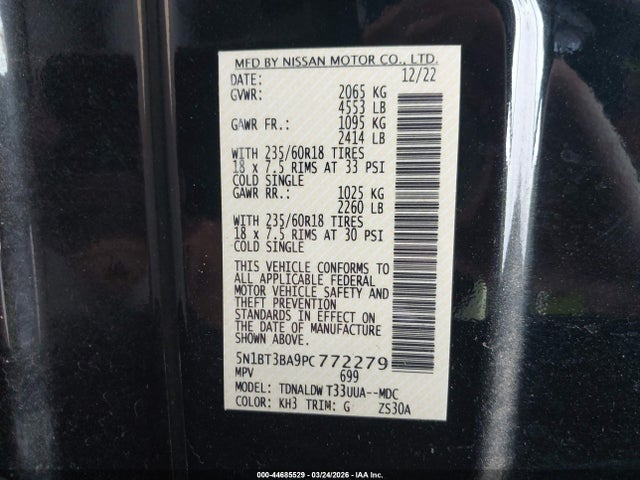 MFD BY NISSAN MOTOR CO., LTD.
DATE: 12/22
GVWR: 2065 KG
4553 LB
GAWR FR.: 1095 KG
2414 LB
WITH 235/60R18 TIRES
18 x 7.5 RIMS AT 33 PSI
COLD SINGLE
GAWR RR.: 1025 KG
2260 LB
WITH 235/60R18 TIRES
18 x 7.5 RIMS AT 30 PSI
COLD SINGLE
THIS VEHICLE CONFORMS TO
ALL APPLICABLE FEDERAL
MOTOR VEHICLE SAFETY AND
THEFT PREVENTION
STANDARDS IN EFFECT ON
THE DATE OF MANUFACTURE
SHOWN ABOVE.
5N1BT3BA9PC772279
MPV 699
MODEL: TDNALDW T33UUA--MDC
COLOR: KH3 TRIM: G ZS30A
000-44685529 - 03/24/2026 - IAA Inc.